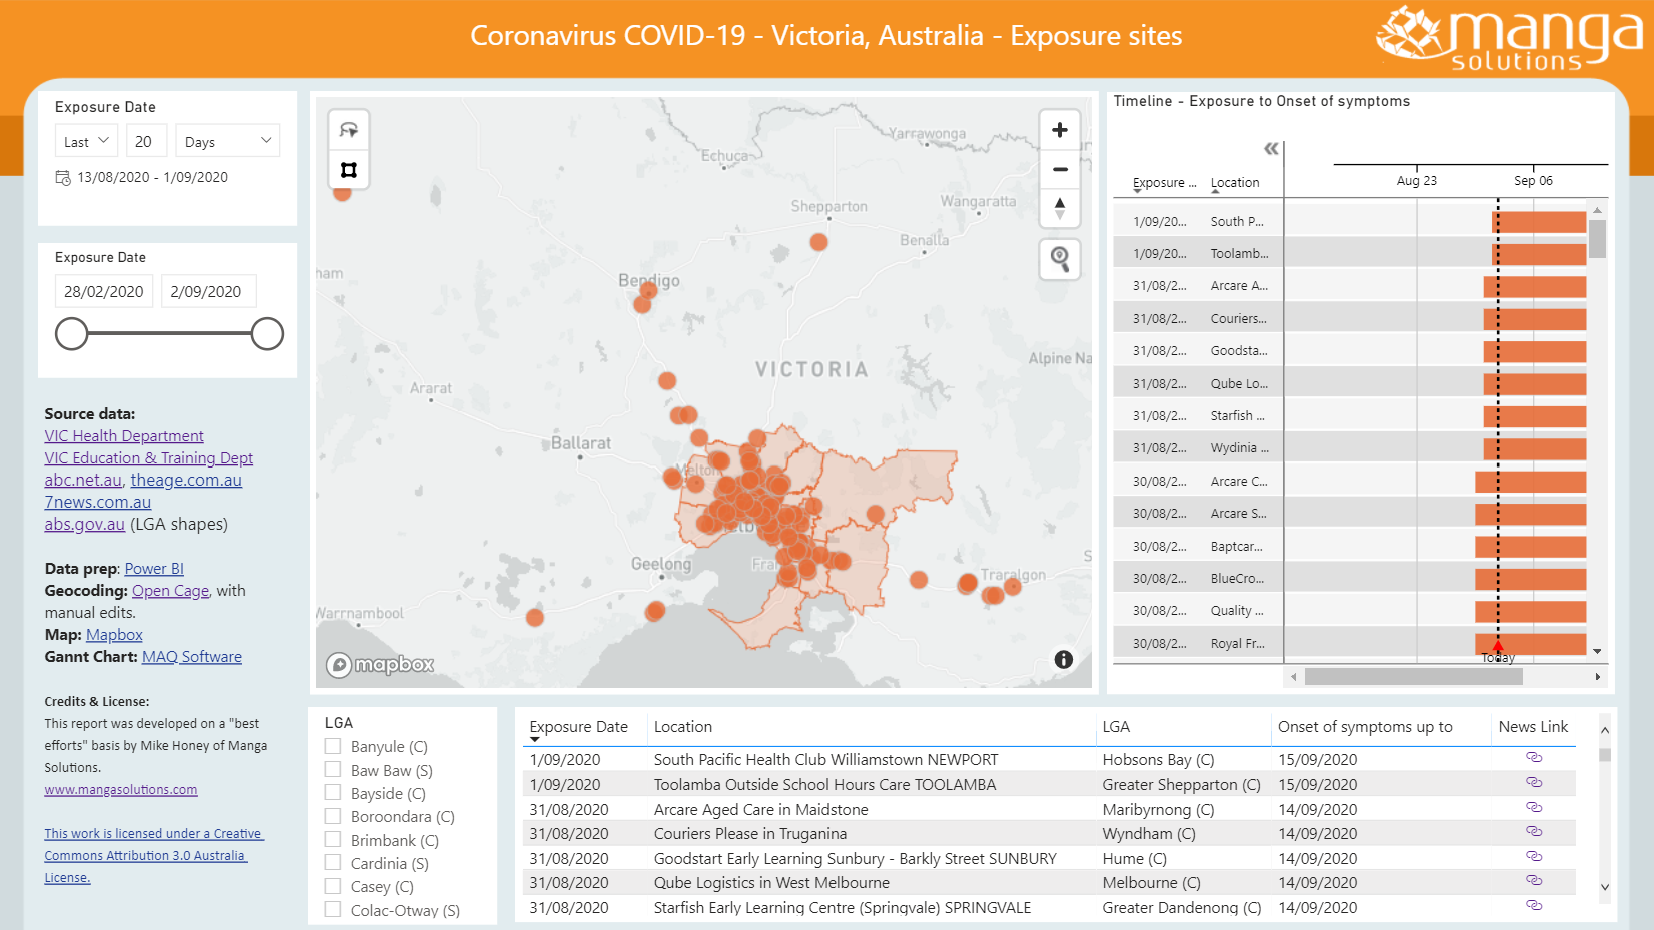 Coronavirus COVID-19 - Victoria, Australia - Exposure sites
manga
solutions
Exposure Date
Last 20 Days
13/08/2020 - 1/09/2020
Exposure Date
28/02/2020 2/09/2020
Source data:
VIC Health Department
VIC Education & Training Dept
abc.net.au, theage.com.au
7news.com.au
abs.gov.au (LGA shapes)
Data prep: Power BI
Geocoding: Open Cage, with
manual edits.
Map: Mapbox
Gannt Chart: MAQ Software
Credits & License:
This report was developed on a "best
efforts" basis by Mike Honey of Manga
Solutions.
www.mangasolutions.com
This work is licensed under a Creative
Commons Attribution 3.0 Australia
License.
Yarrawonga
Echuca
Wangaratta
Shepparton
Benalla
ham
Bendigo
VICTORIA
Alpine Na
Ararat
Ballarat
Melton
Geelong
Traralgon
S
Warrnambool
mapbox
Timeline - Exposure to Onset of symptoms
Exposure ... Location Aug 23 Sep 06
1/09/20... South P...
1/09/20... Toolamb...
31/08/2... Arcare A...
31/08/2... Couriers...
31/08/2... Goodsta...
31/08/2... Qube Lo...
31/08/2... Starfish ...
31/08/2... Wydinia ...
30/08/2... Arcare C...
30/08/2... Arcare S...
30/08/2... Baptcar...
30/08/2... BlueCro...
30/08/2... Quality ...
30/08/2... Royal Fr...
Today
LGA
Banyule (C)
Baw Baw (S)
Bayside (C)
Boroondara (C)
Brimbank (C)
Cardinia (S)
Casey (C)
Colac-Otway (S)
Exposure Date Location LGA Onset of symptoms up to News Link
1/09/2020 South Pacific Health Club Williamstown NEWPORT Hobsons Bay (C) 15/09/2020
1/09/2020 Toolamba Outside School Hours Care TOOLAMBA Greater Shepparton (C) 15/09/2020
31/08/2020 Arcare Aged Care in Maidstone Maribyrnong (C) 14/09/2020
31/08/2020 Couriers Please in Truganina Wyndham (C) 14/09/2020
31/08/2020 Goodstart Early Learning Sunbury - Barkly Street SUNBURY Hume (C) 14/09/2020
31/08/2020 Qube Logistics in West Melbourne Melbourne (C) 14/09/2020
31/08/2020 Starfish Early Learning Centre (Springvale) SPRINGVALE Greater Dandenong (C) 14/09/2020